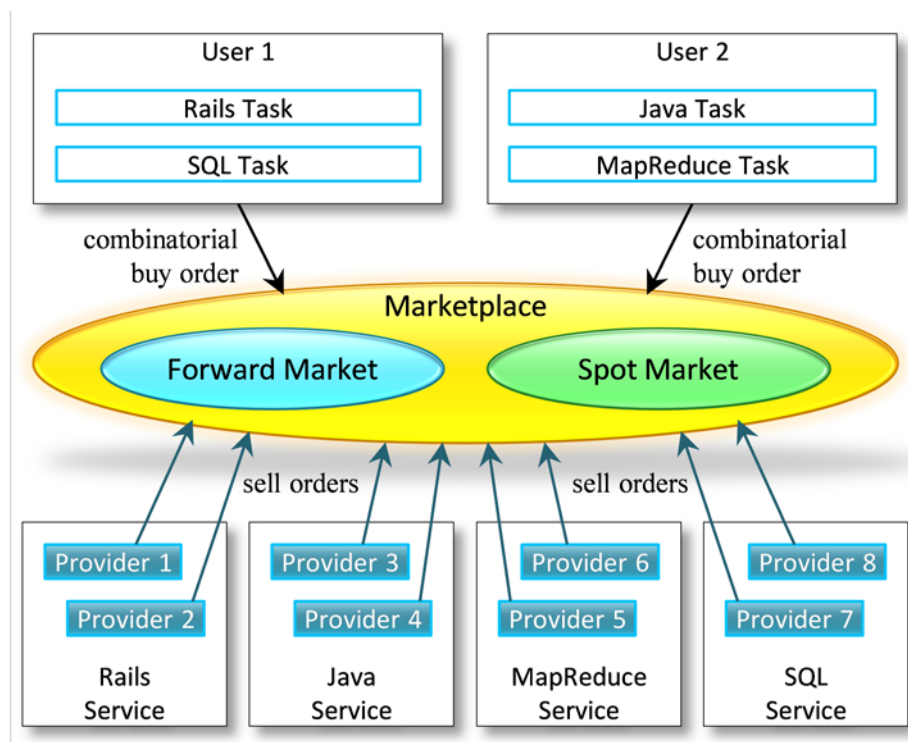 User 1
Rails Task
SQL Task
User 2
Java Task
MapReduce Task
combinatorial
buy order
combinatorial
buy order
Marketplace
Forward Market
Spot Market
sell orders
sell orders
Provider 1
Provider 2
Rails
Service
Provider 3
Provider 4
Java
Service
Provider 6
Provider 5
MapReduce
Service
Provider 8
Provider 7
SQL
Service